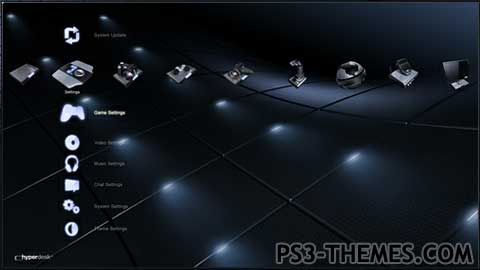 System Update
Settings
Game Settings
Video Settings
Music Settings
Chat Settings
System Settings
Theme Settings
hyperdesk
PS3-THEMES.COM